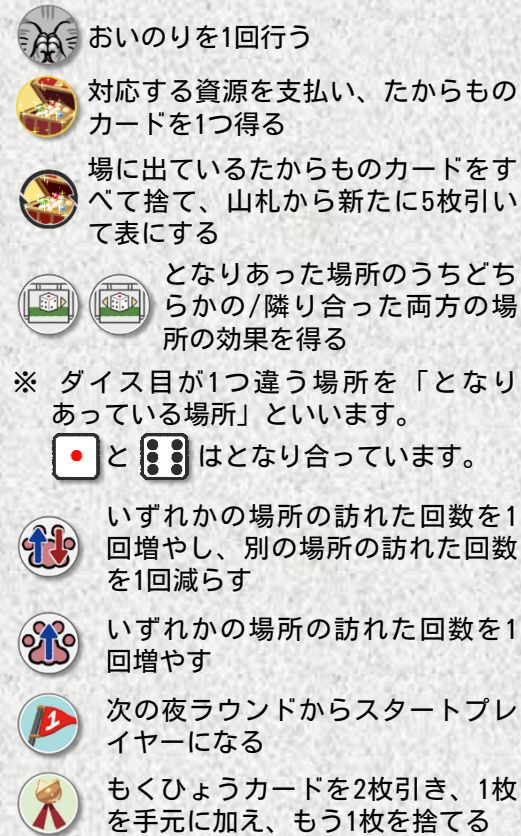 おいのりを1回行う
対応する資源を支払い、たからもの
カードを1つ得る
場に出ているたからものカードをす
べて捨て、山札から新たに5枚引い
て表にする
となりあった場所のうちどち
らかの/隣り合った両方の場
所の効果を得る
※ ダイス目が1つ違う場所を「となり
あっている場所」といいます。
と はとなり合っています。
いずれかの場所の訪れた回数を1
回増やし、別の場所の訪れた回数
を1回減らす
いずれかの場所の訪れた回数を1
回増やす
1
次の夜ラウンドからスタートプレ
イヤーになる
もくひょうカードを2枚引き、1枚
を手元に加え、もう1枚を捨てる